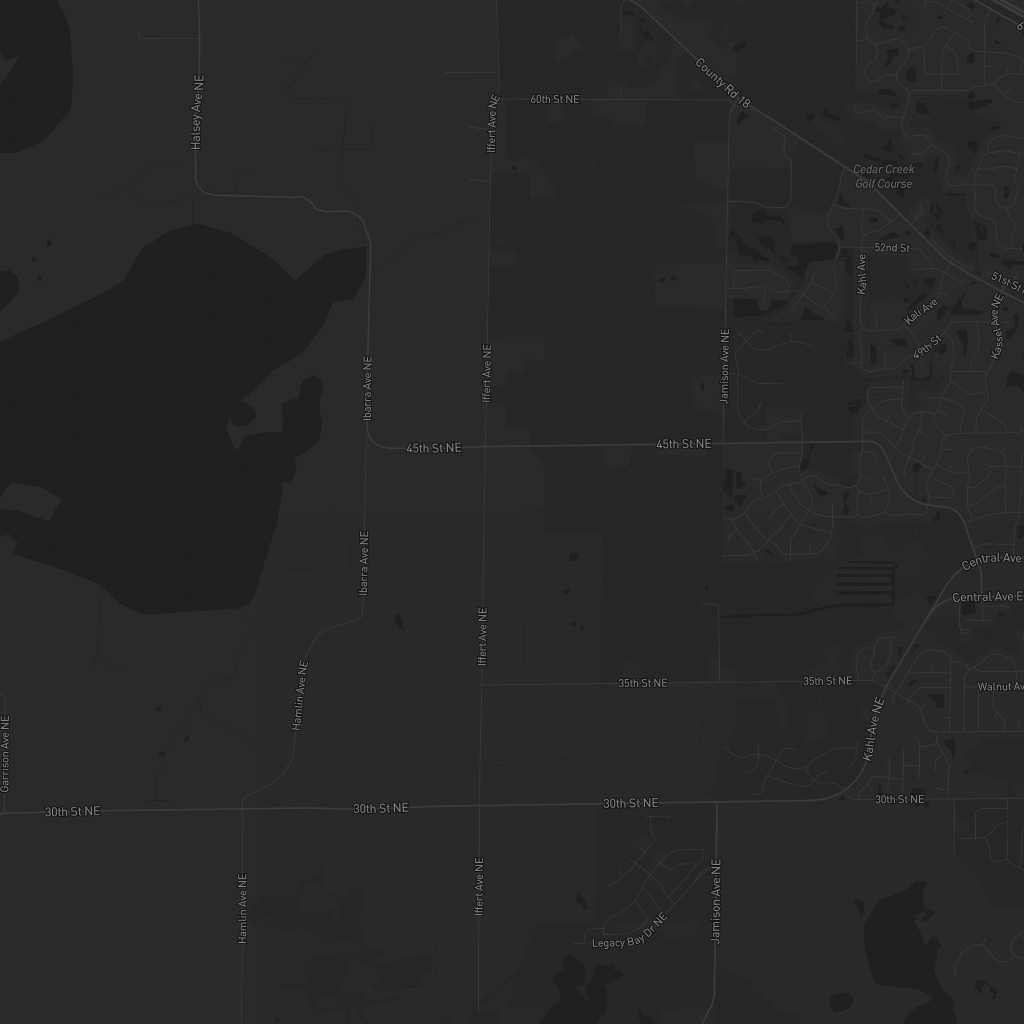 County Rd 18
Halsey Ave NE
Iffert Ave NE
60th St NE
Cedar Creek
Golf Course
52nd St
Kahl Ave
51st St
Kali Ave
Kassel Ave NE
49th St
Ibarra Ave NE
Iffert Ave NE
Jamison Ave NE
45th St NE
45th St NE
Ibarra Ave NE
Central Ave
Central Ave E
Iffert Ave NE
Hamlin Ave NE
35th St NE
35th St NE
Walnut Av
Garrison Ave NE
Kahl Ave NE
30th St NE
30th St NE
30th St NE
30th St NE
Hamlin Ave NE
Iffert Ave NE
Jamison Ave NE
Legacy Bay Dr NE